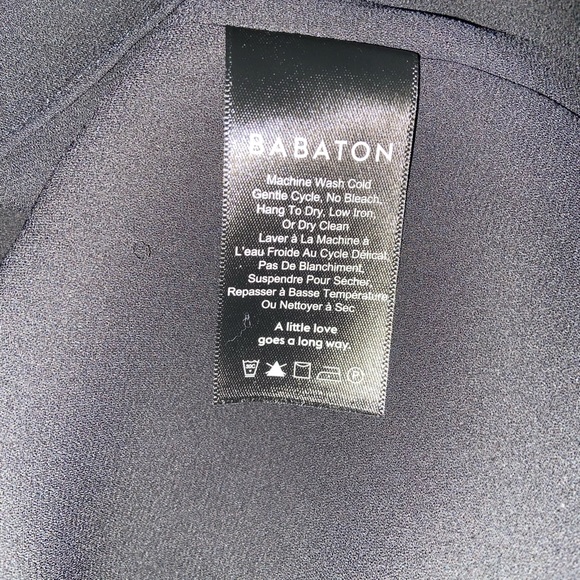 BABATON
Machine Wash Cold
Gentle Cycle, No Bleach,
Hang To Dry, Low Iron,
Or Dry Clean
Laver à La Machine à
L'eau Froide Au Cycle Délicat,
Pas De Blanchiment,
Suspendre Pour Sécher,
Repasser à Basse Température,
Ou Nettoyer à Sec
A little love
goes a long way.
30C
P